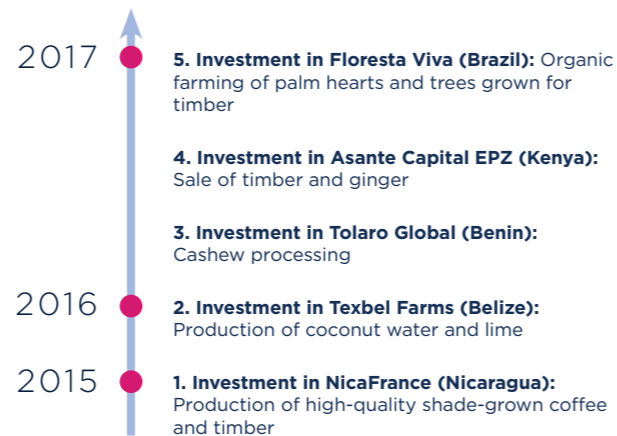 2017
5. Investment in Floresta Viva (Brazil): Organic
farming of palm hearts and trees grown for
timber
4. Investment in Asante Capital EPZ (Kenya):
Sale of timber and ginger
3. Investment in Tolaro Global (Benin):
Cashew processing
2016
2. Investment in Texbel Farms (Belize):
Production of coconut water and lime
2015
1. Investment in NicaFrance (Nicaragua):
Production of high-quality shade-grown coffee
and timber